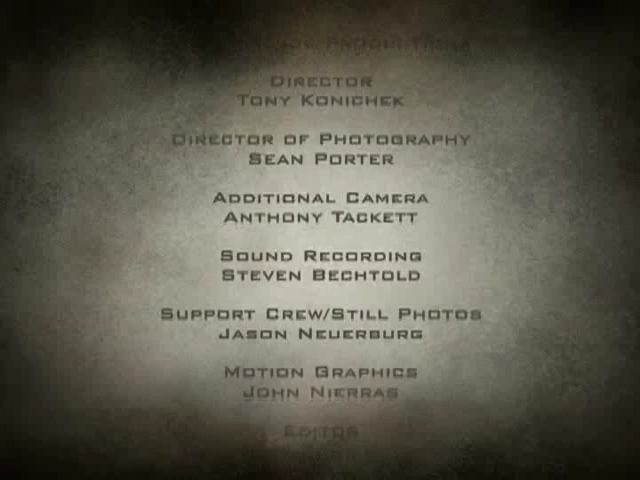 Director
Tony Konichek
Director of Photography
Sean Porter
Additional Camera
Anthony Tackett
Sound Recording
Steven Bechtold
Support Crew/Still Photos
Jason Neuerburg
Motion Graphics
John Nierras
Editor